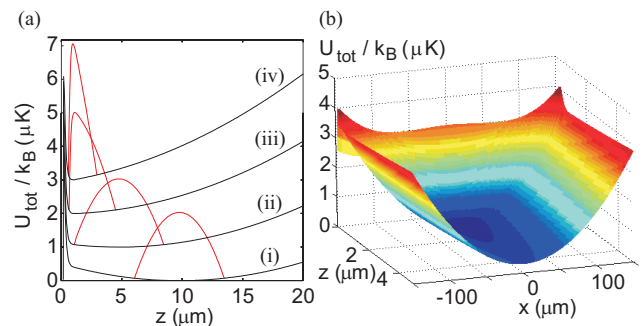 (a)
U_tot / k_B (μK)
7
6
5
4
3
2
1
0
0
5
10
15
20
z (μm)
(iv)
(iii)
(ii)
(i)
(b)
U_tot / k_B (μK)
5
4
3
2
1
0
2
4
z (μm)
-100
0
100
x (μm)